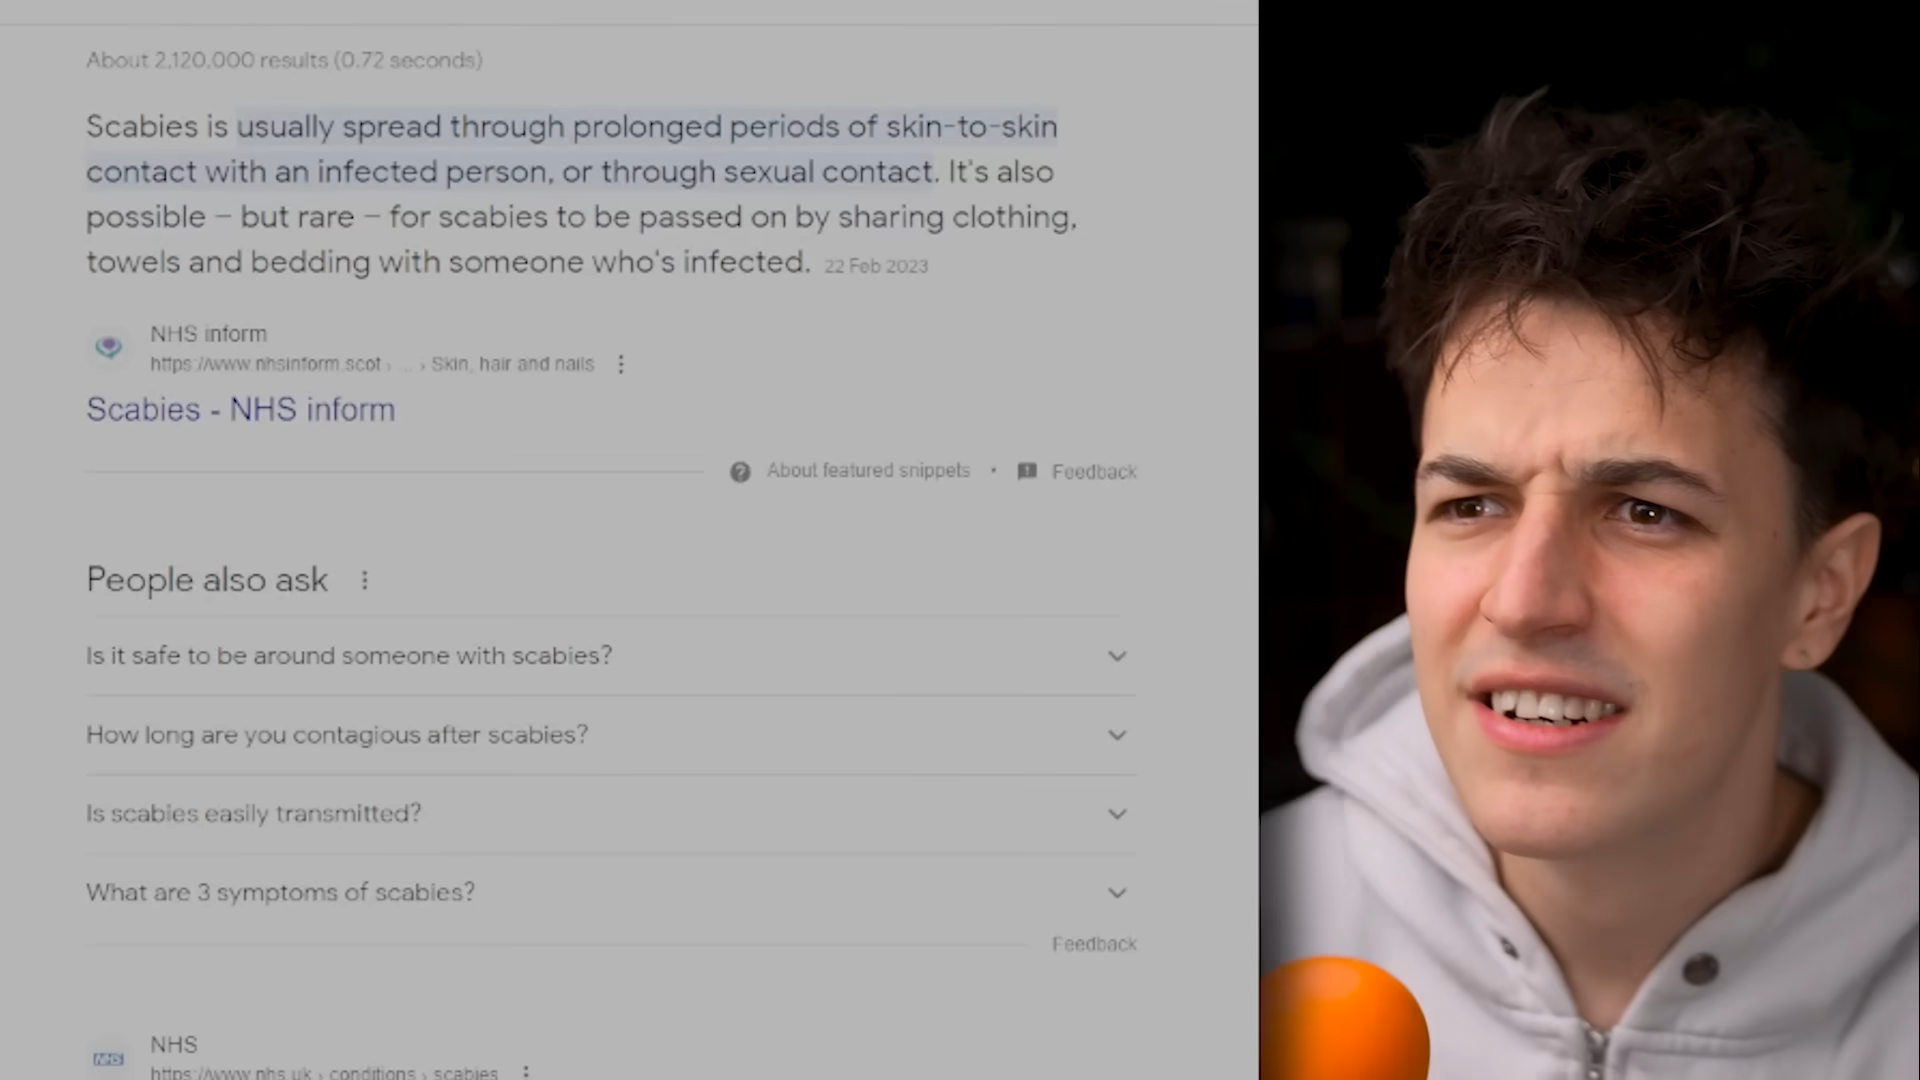 About 2,120,000 results (0.72 seconds)
Scabies is usually spread through prolonged periods of skin-to-skin
contact with an infected person, or through sexual contact. It's also
possible – but rare – for scabies to be passed on by sharing clothing,
towels and bedding with someone who's infected. 22 Feb 2023
NHS inform
https://www.nhsinform.scot › ... › Skin, hair and nails
Scabies - NHS inform
About featured snippets • Feedback
People also ask
Is it safe to be around someone with scabies?
How long are you contagious after scabies?
Is scabies easily transmitted?
What are 3 symptoms of scabies?
Feedback
NHS
NHS
https://www.nhs.uk › conditions › scabies